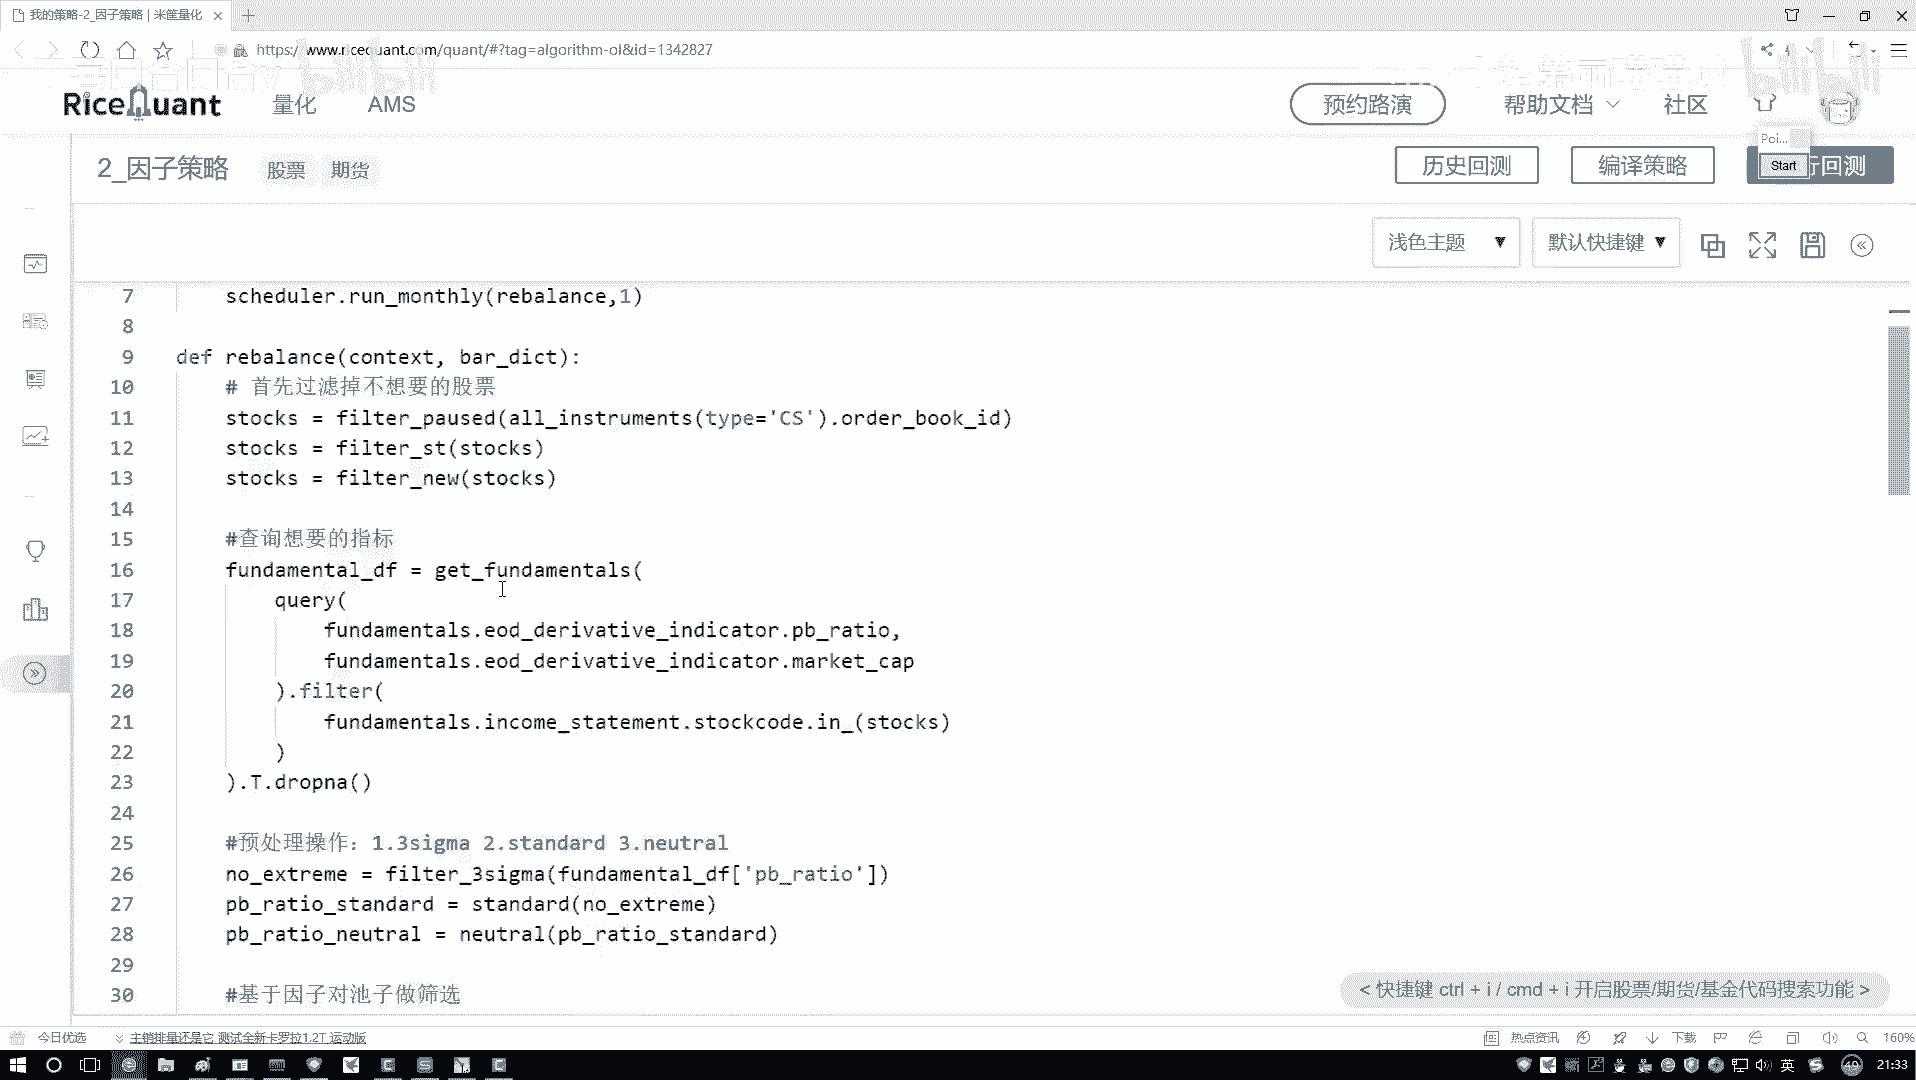 我的策略-2_因子策略 | 米筐量化
https://www.ricequant.com/quant/#?tag=algorithm-ol&id=1342827
bilibili
bilibili
RiceQuant 量化 AMS 预约路演 帮助文档 社区
Poi...
2_因子策略 股票 期货 历史回测 编译策略 Start 行回测
浅色主题 ▼ 默认快捷键 ▼
7 scheduler.run_monthly(rebalance,1)
8
9 def rebalance(context, bar_dict):
10 # 首先过滤掉不想要的股票
11 stocks = filter_paused(all_instruments(type='CS').order_book_id)
12 stocks = filter_st(stocks)
13 stocks = filter_new(stocks)
14
15 #查询想要的指标
16 fundamental_df = get_fundamentals(
17 query(
18 fundamentals.eod_derivative_indicator.pb_ratio,
19 fundamentals.eod_derivative_indicator.market_cap
20 ).filter(
21 fundamentals.income_statement.stockcode.in_(stocks)
22 )
23 ).T.dropna()
24
25 #预处理操作：1.3sigma 2.standard 3.neutral
26 no_extreme = filter_3sigma(fundamental_df['pb_ratio'])
27 pb_ratio_standard = standard(no_extreme)
28 pb_ratio_neutral = neutral(pb_ratio_standard)
29
30 #基于因子对池子做筛选
< 快捷键 ctrl + i / cmd + i 开启股票/期货/基金代码搜索功能 >
今日优选 主销排量还是它 测试全新卡罗拉1.2T 运动版 热点资讯 下载 160%
英 49 21:33